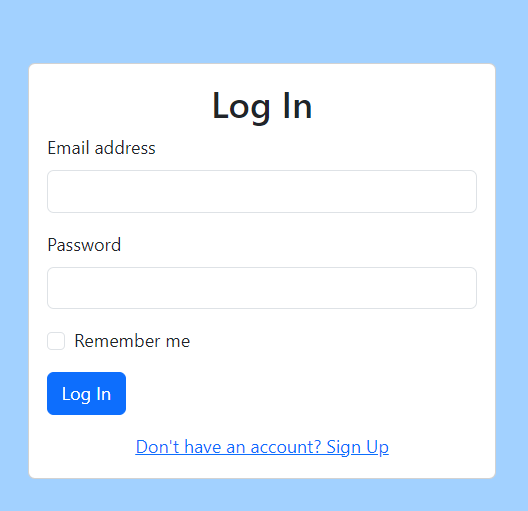 Log In
Email address
Password
Remember me
Log In
Don't have an account? Sign Up